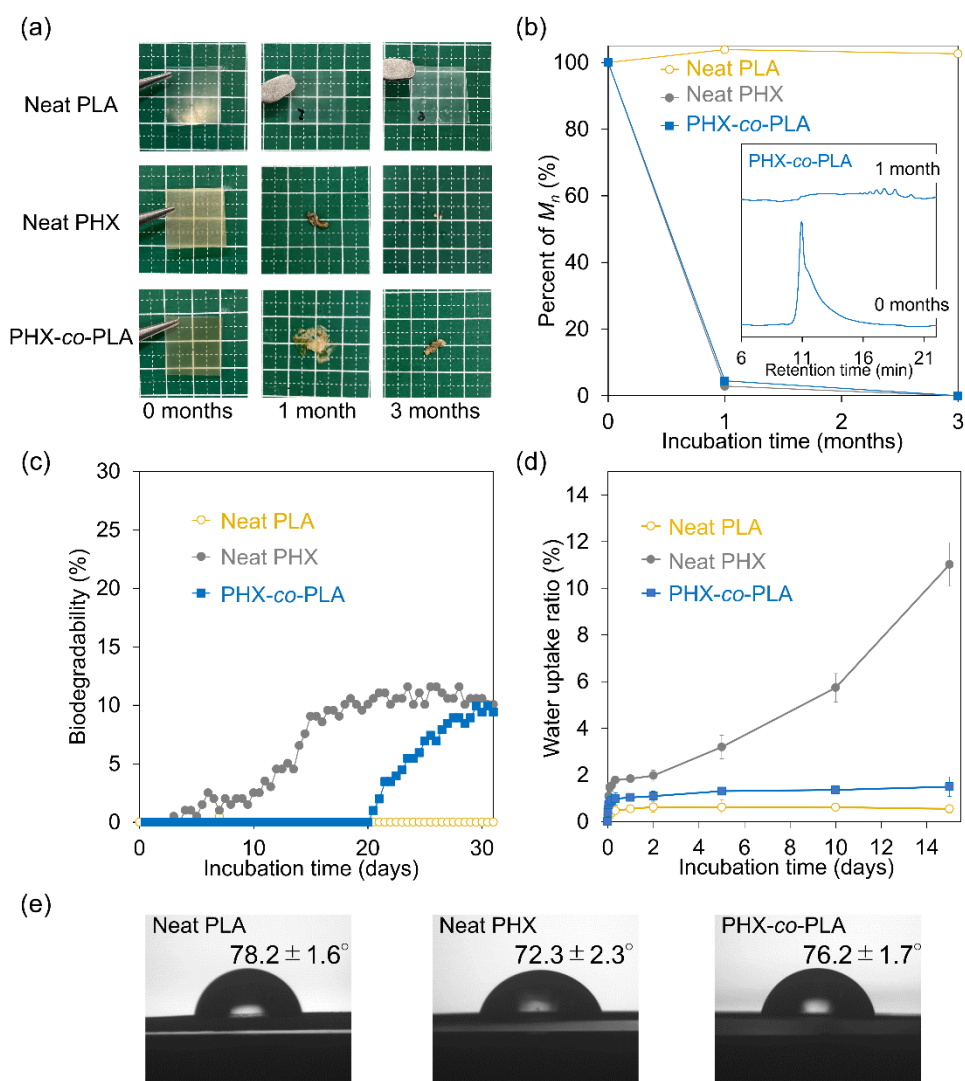 (a)
Neat PLA
Neat PHX
PHX-co-PLA
0 months
1 month
3 months
(b)
100
80
60
40
20
0
Percent of Mn (%)
Neat PLA
Neat PHX
PHX-co-PLA
PHX-co-PLA
1 month
0 months
6
11
16
21
Retention time (min)
0
1
2
3
Incubation time (months)
(c)
30
25
20
15
10
5
0
Biodegradability (%)
Neat PLA
Neat PHX
PHX-co-PLA
0
10
20
30
Incubation time (days)
(d)
14
12
10
8
6
4
2
0
Water uptake ratio (%)
Neat PLA
Neat PHX
PHX-co-PLA
0
2
4
6
8
10
12
14
Incubation time (days)
(e)
Neat PLA
78.2 ± 1.6°
Neat PHX
72.3 ± 2.3°
PHX-co-PLA
76.2 ± 1.7°